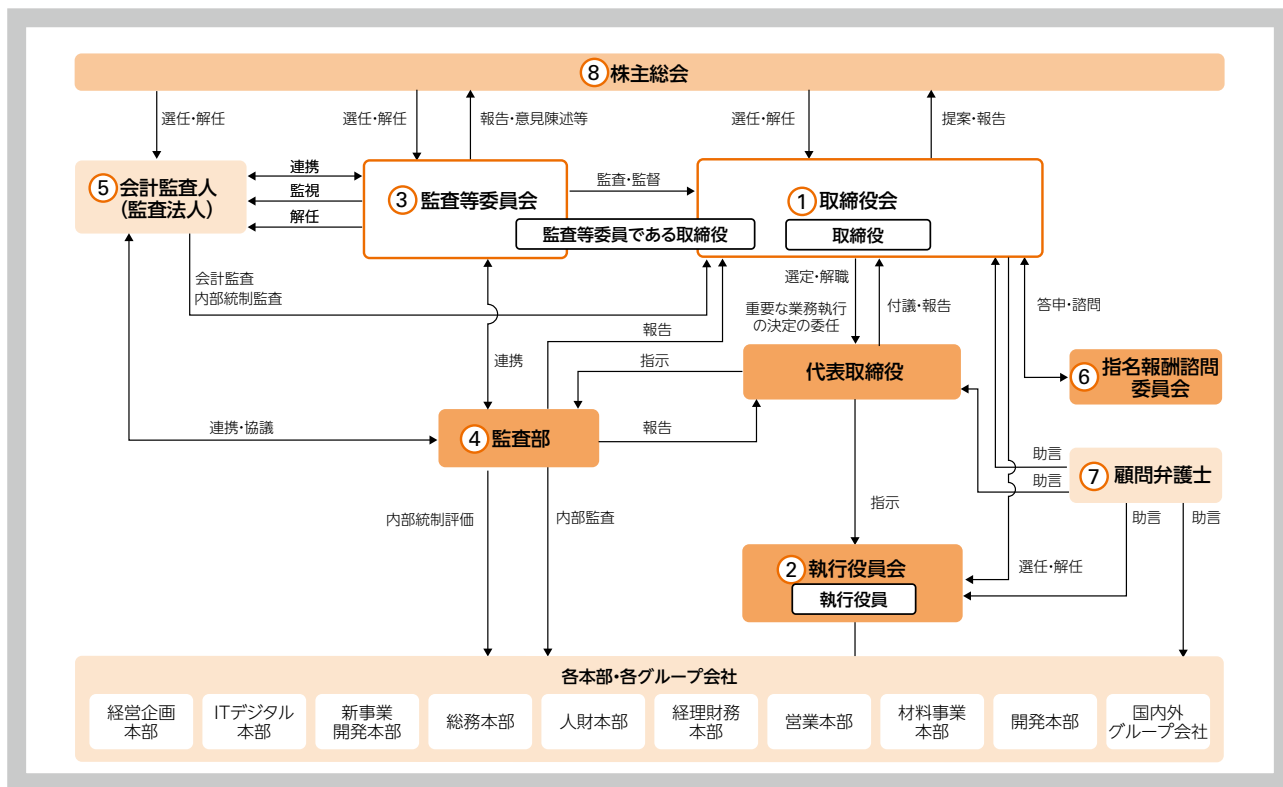 ⑧株主総会
選任・解任
選任・解任
報告・意見陳述等
選任・解任
提案・報告
⑤会計監査人
(監査法人)
連携
監視
解任
③監査等委員会
監査・監督
①取締役会
監査等委員である取締役
取締役
会計監査
内部統制監査
連携
報告
選定・解職
重要な業務執行
の決定の委任
付議・報告
答申・諮問
指示
代表取締役
⑥指名報酬諮問
委員会
連携・協議
④監査部
報告
助言
助言
⑦顧問弁護士
内部統制評価
内部監査
指示
助言
助言
②執行役員会
執行役員
選任・解任
各本部・各グループ会社
経営企画
本部
ITデジタル
本部
新事業
開発本部
総務本部
人財本部
経理財務
本部
営業本部
材料事業
本部
開発本部
国内外
グループ会社